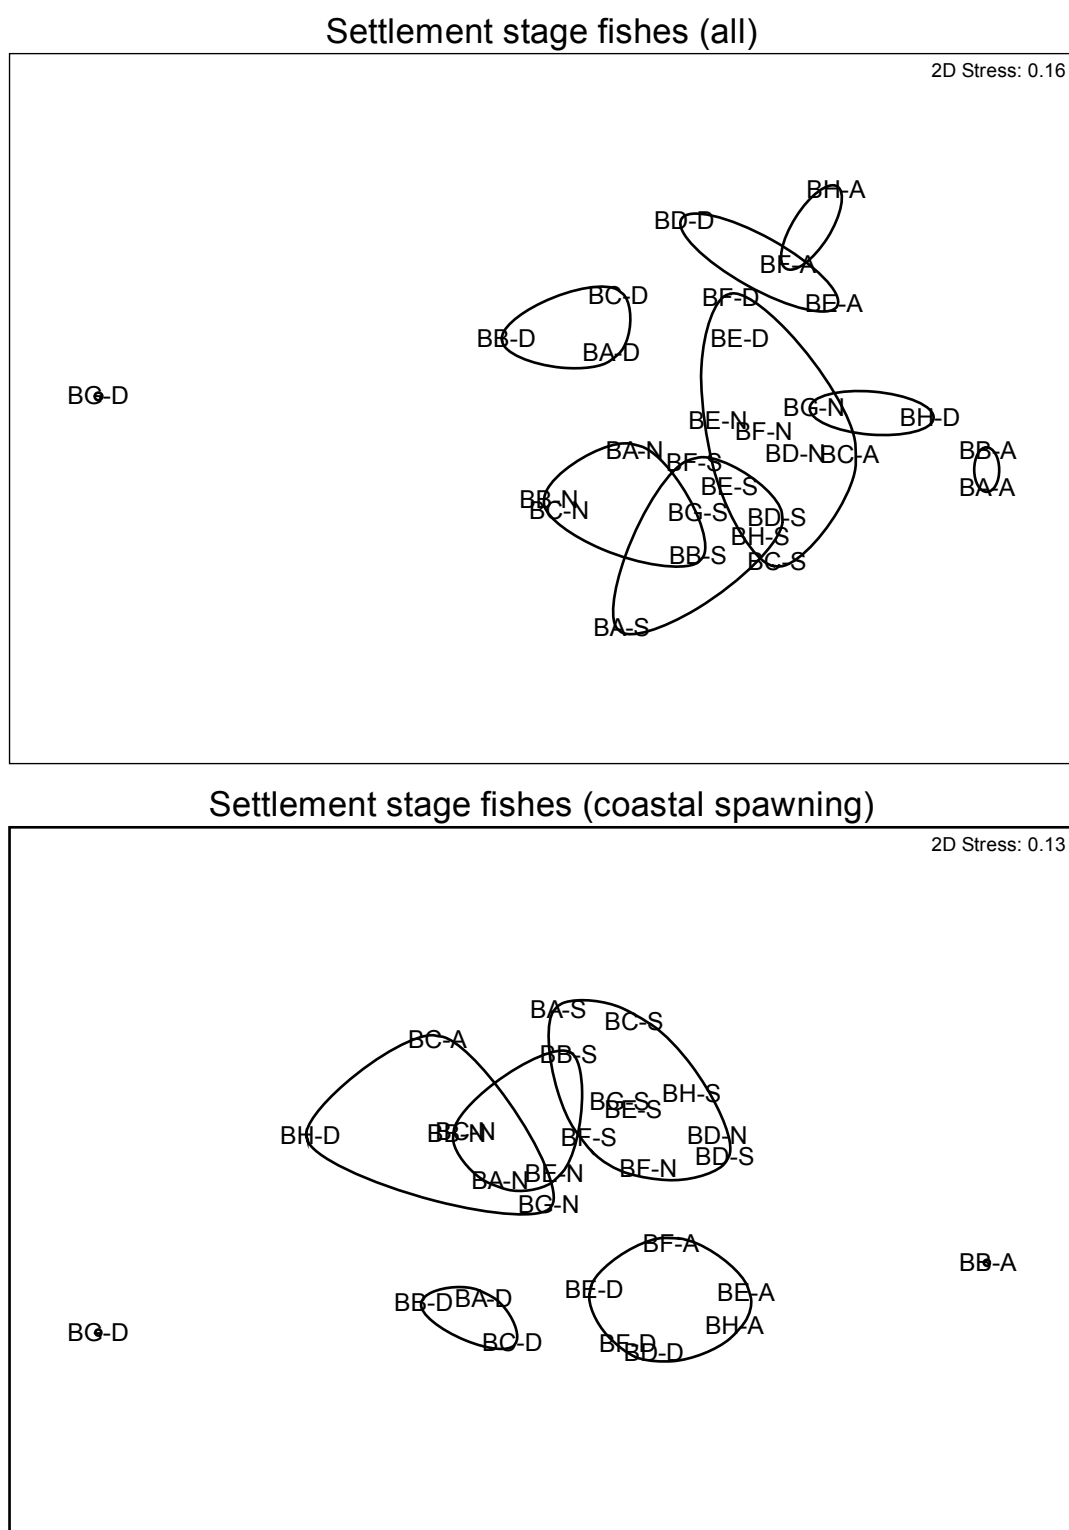 Settlement stage fishes (all)
2D Stress: 0.16
BH-A
BD-D
BF-A
BC-D
BF-D
BE-A
BB-D
BE-D
BA-D
BG-D
BG-N
BH-D
BE-N
BF-N
BA-N
BD-N
BC-A
BB-A
BF-S
BE-S
BA-A
BB-N
BC-N
BG-S
BD-S
BH-S
BB-S
BC-S
BA-S
Settlement stage fishes (coastal spawning)
2D Stress: 0.13
BA-S
BC-S
BC-A
BB-S
BH-S
BG-S
BE-S
BH-D
BB-N
BC-N
BF-S
BD-N
BD-S
BF-N
BE-N
BA-N
BG-N
BF-A
BB-A
BE-D
BE-A
BB-D
BA-D
BH-A
BG-D
BC-D
BF-D
BD-D